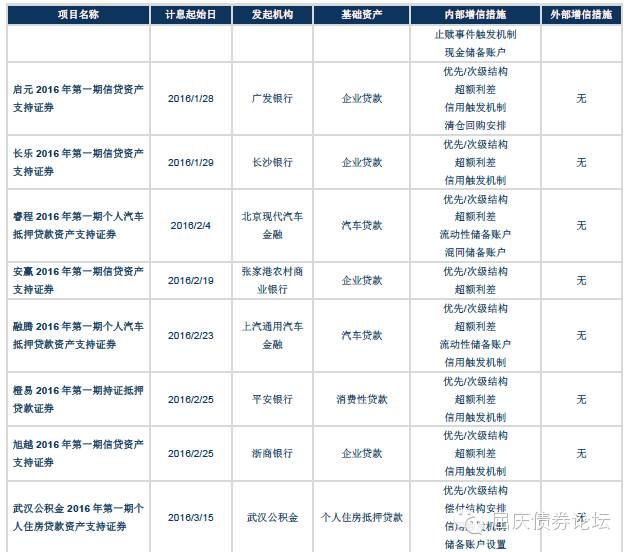 项目名称 计息起始日 发起机构 基础资产 内部增信措施 外部增信措施
止赎事件触发机制
现金储备账户
启元 2016 年第一期信贷资产
支持证券
2016/1/28
广发银行
企业贷款
优先/次级结构
超额利差
信用触发机制
清仓回购安排
无
长乐 2016 年第一期信贷资产
支持证券
2016/1/29
长沙银行
企业贷款
优先/次级结构
超额利差
信用触发机制
无
睿程 2016 年第一期个人汽车
抵押贷款资产支持证券
2016/2/4
北京现代汽车
金融
汽车贷款
优先/次级结构
超额利差
流动性储备账户
混同储备账户
无
安赢 2016 年第一期信贷资产
支持证券
2016/2/19
张家港农村商
业银行
企业贷款
优先/次级结构
超额利差
无
融腾 2016 年第一期个人汽车
抵押贷款资产支持证券
2016/2/23
上汽通用汽车
金融
汽车贷款
优先/次级结构
超额利差
流动性储备账户
信用触发机制
无
橙易 2016 年第一期持证抵押
贷款证券
2016/2/25
平安银行
消费性贷款
优先/次级结构
超额利差
信用触发机制
无
旭越 2016 年第一期信贷资产
支持证券
2016/2/25
浙商银行
企业贷款
优先/次级结构
超额利差
信用触发机制
无
武汉公积金 2016 年第一期个
人住房贷款资产支持证券
2016/3/15
武汉公积金
个人住房抵押贷款
优先/次级结构
偿付结构安排
信用触发机制
储备账户设置
无
屈庆债券论坛